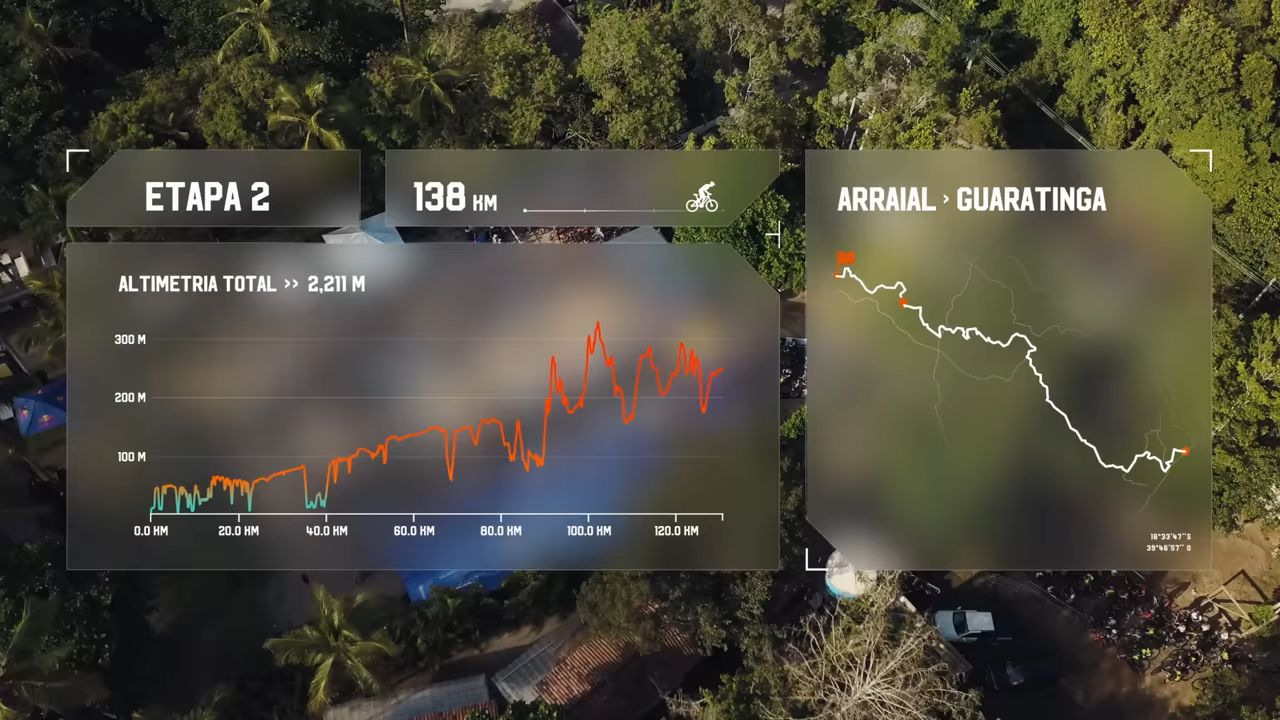 ETAPA 2
138 KM
ALTIMETRIA TOTAL >> 2,211 M
300 M
200 M
100 M
0.0 KM 20.0 KM 40.0 KM 60.0 KM 80.0 KM 100.0 KM 120.0 KM
ARRAIAL > GUARATINGA
16°33'47"S
39°46'57" O